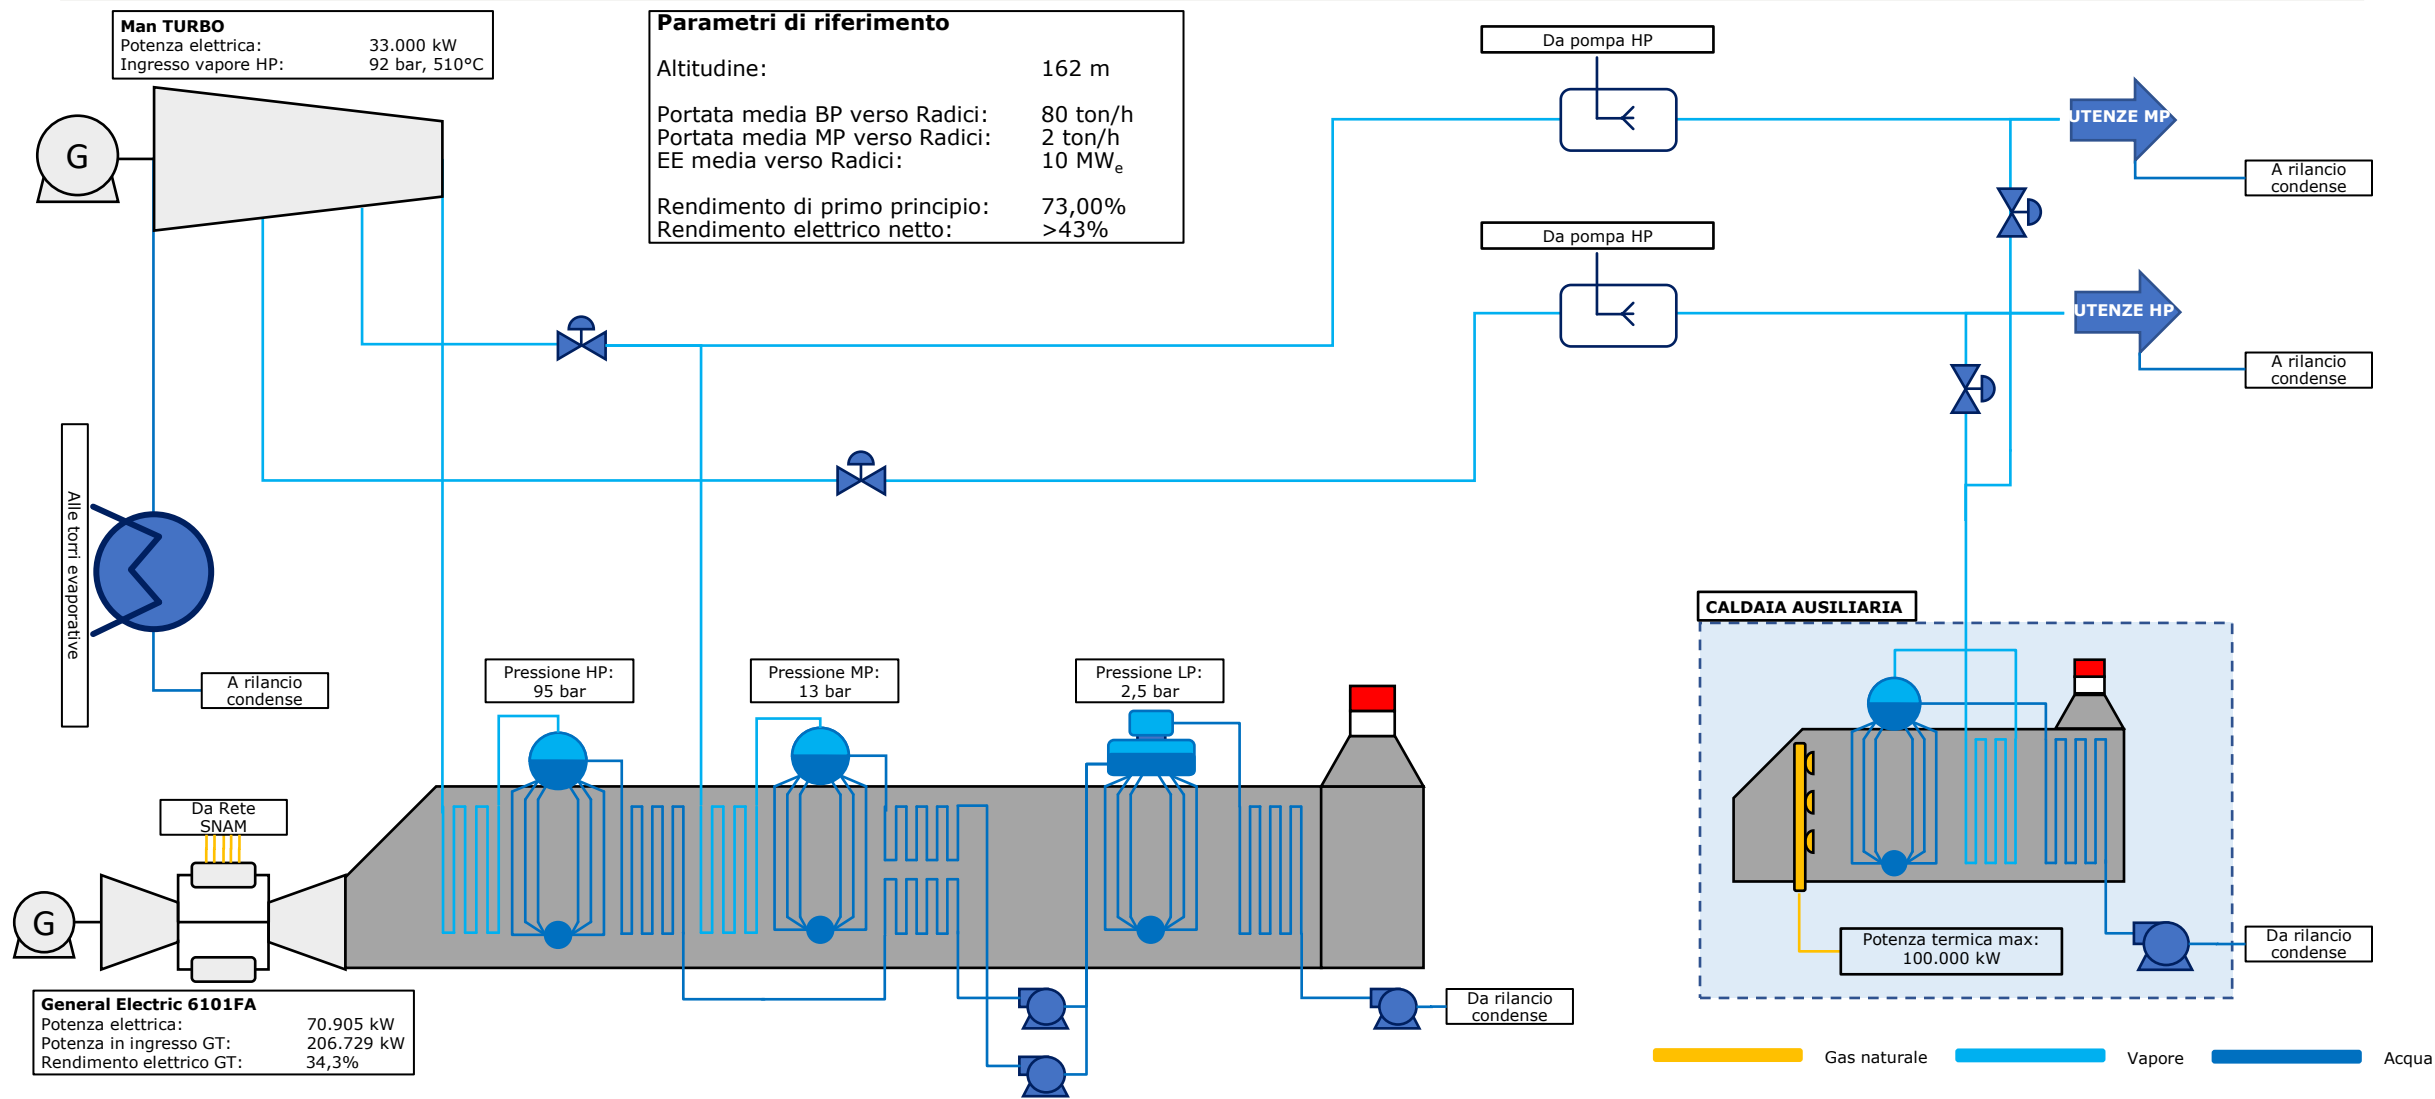 Man TURBO
Potenza elettrica: 33.000 kW
Ingresso vapore HP: 92 bar, 510°C
Parametri di riferimento
Altitudine: 162 m
Portata media BP verso Radici: 80 ton/h
Portata media MP verso Radici: 2 ton/h
EE media verso Radici: 10 MWe
Rendimento di primo principio: 73,00%
Rendimento elettrico netto: >43%
Da pompa HP
UTENZE MP
A rilancio
condense
G
Da pompa HP
UTENZE HP
A rilancio
condense
Alle torri evaporative
A rilancio
condense
Pressione HP:
95 bar
Pressione MP:
13 bar
Pressione LP:
2,5 bar
CALDAIA AUSILIARIA
Da Rete
SNAM
G
General Electric 6101FA
Potenza elettrica: 70.905 kW
Potenza in ingresso GT: 206.729 kW
Rendimento elettrico GT: 34,3%
Da rilancio
condense
Potenza termica max:
100.000 kW
Da rilancio
condense
Gas naturale
Vapore
Acqua